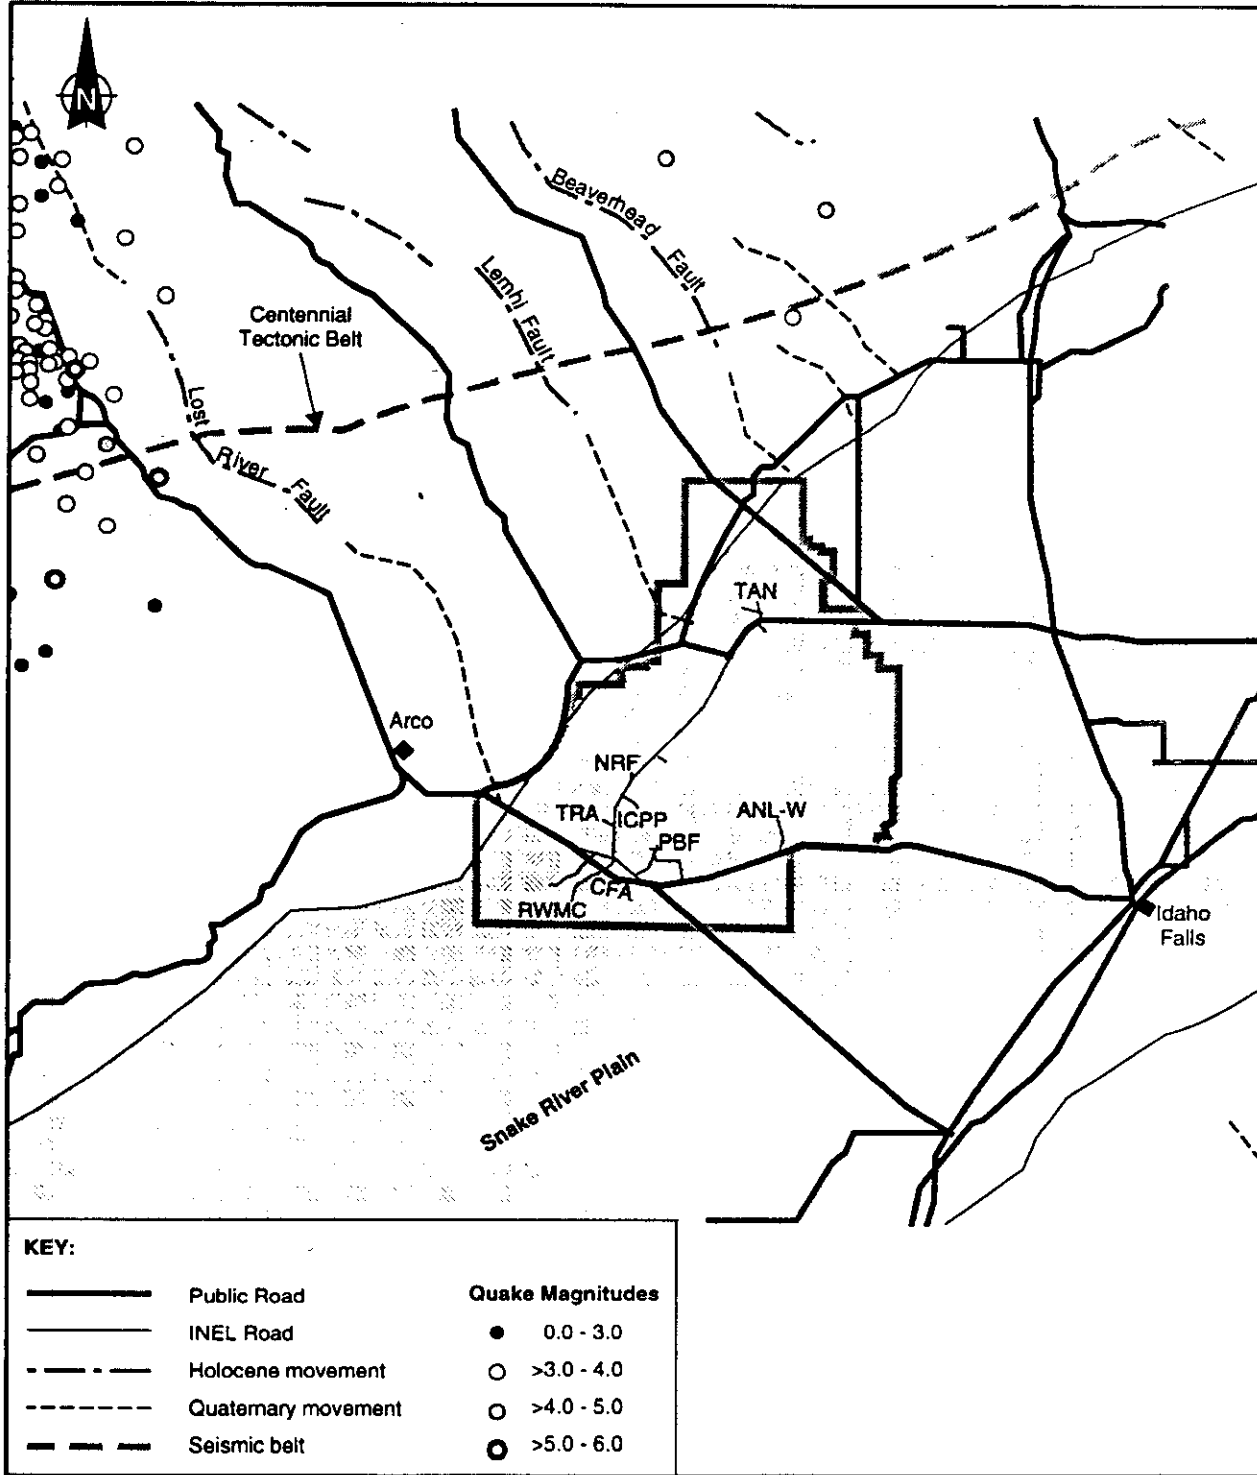 N
Beaverhead
Fault
Lemhi Fault
Centennial
Tectonic Belt
Lost
River
Fault
TAN
Arco
NRF
TRA
ICPP
ANL-W
PBF
CFA
RWMC
Idaho
Falls
Snake River Plain
KEY:
Public Road
INEL Road
Holocene movement
Quaternary movement
Seismic belt
Quake Magnitudes
0.0 - 3.0
>3.0 - 4.0
>4.0 - 5.0
>5.0 - 6.0